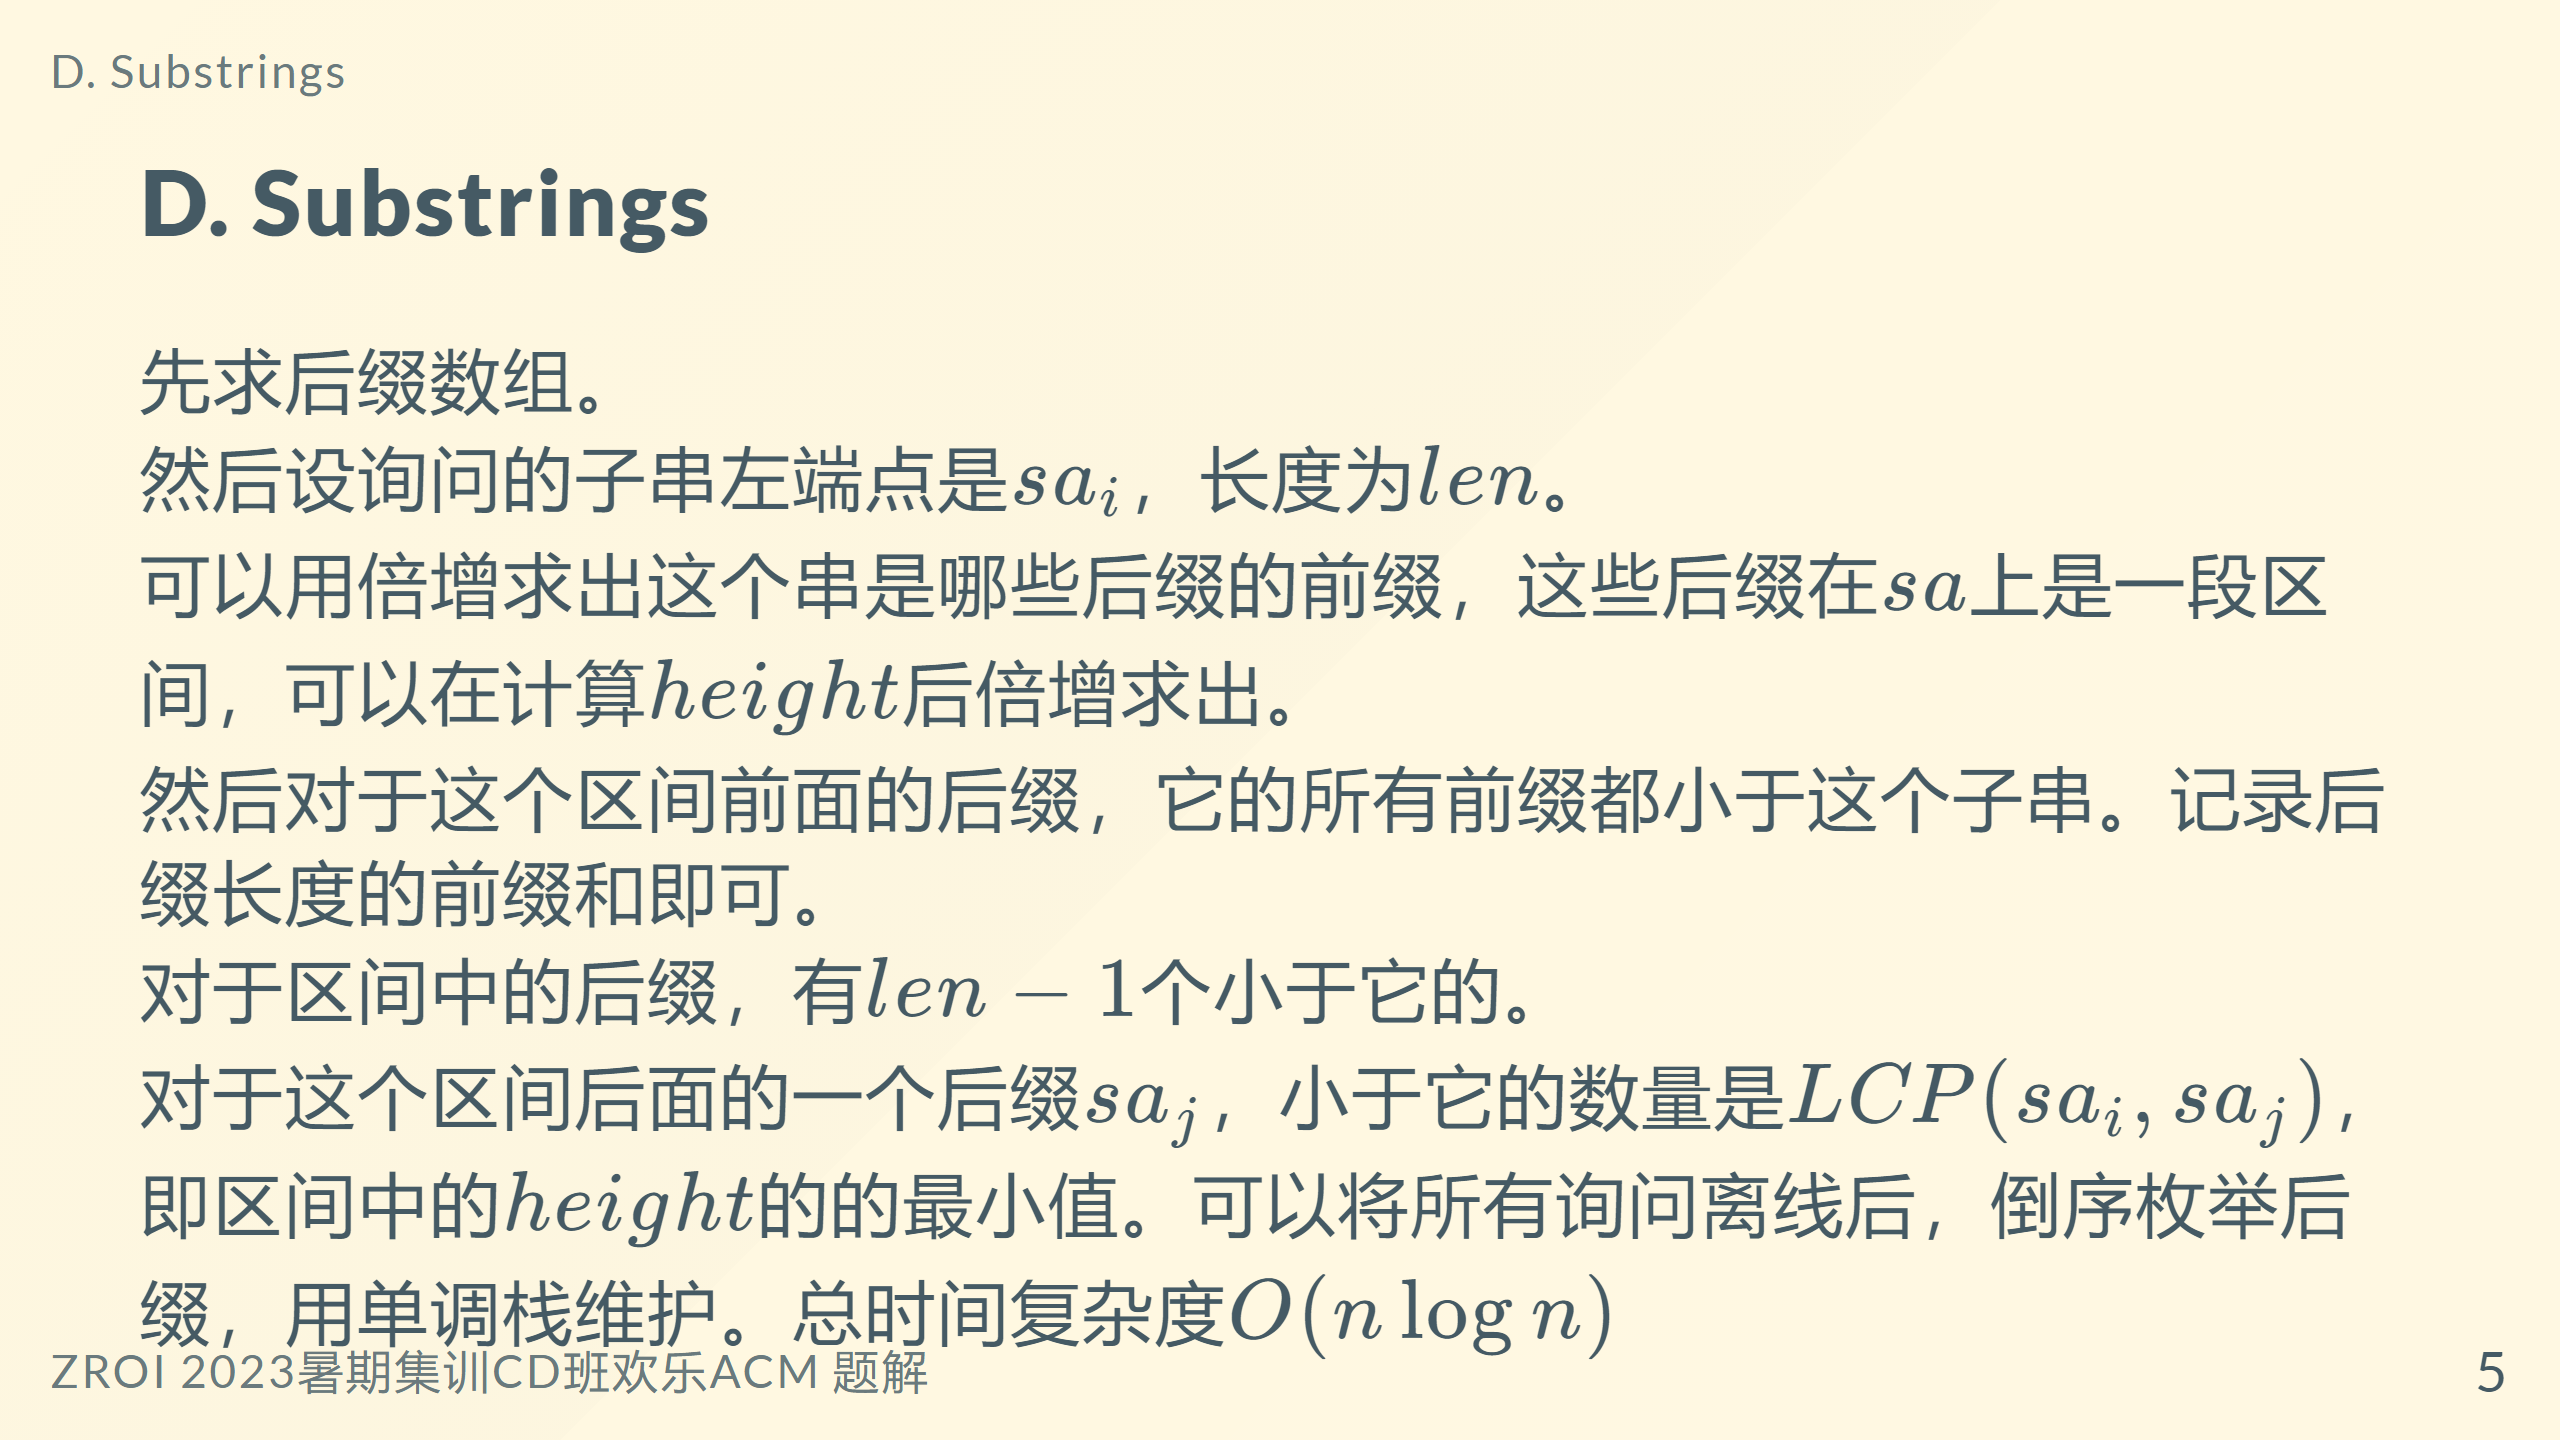 D. Substrings
D. Substrings
先求后缀数组。
然后设询问的子串左端点是sa_i，长度为len。
可以用倍增求出这个串是哪些后缀的前缀，这些后缀在sa上是一段区
间，可以在计算height后倍增求出。
然后对于这个区间前面的后缀，它的所有前缀都小于这个子串。记录后
缀长度的前缀和即可。
对于区间中的后缀，有len − 1个小于它的。
对于这个区间后面的一个后缀sa_j，小于它的数量是LCP(sa_i, sa_j)，
即区间中的height的的最小值。可以将所有询问离线后，倒序枚举后
缀，用单调栈维护。总时间复杂度O(n log n)
ZROI 2023暑期集训CD班欢乐ACM 题解
5